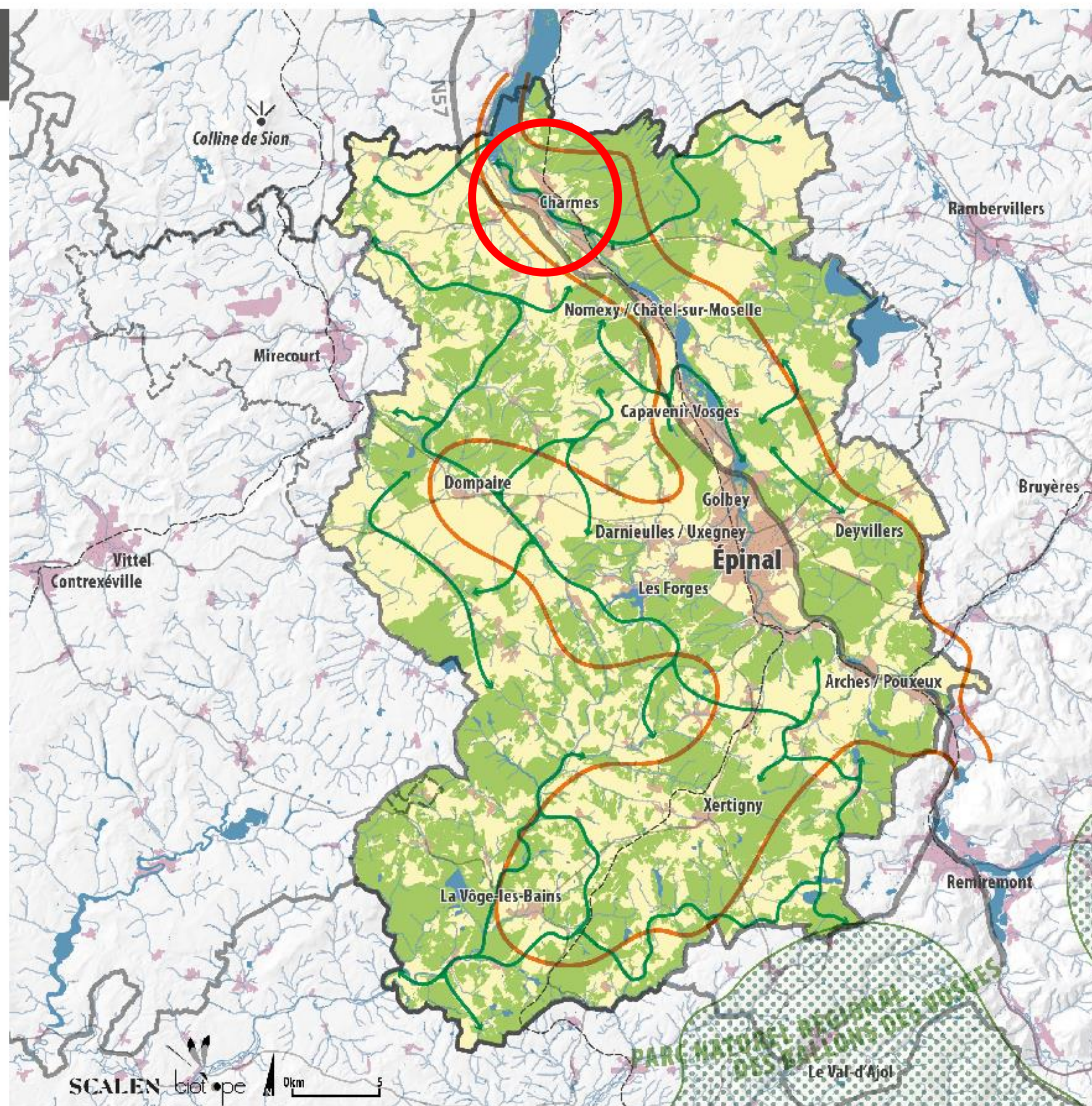 N57
Colline de Sion
Charmes
Rambervillers
Nomexy / Châtel-sur-Moselle
Mirecourt
Capavenir Vosges
Dompaire
Golbey
Bruyères
Darnieulles / Uxegney
Deyvillers
Vittel
Contrexéville
Épinal
Les Forges
Arches / Pouxeux
Xertigny
La Vôge-les-Bains
Remiremont
PARC NATUREL RÉGIONAL
DES BALLONS DES VOSGES
Le Val-d'Ajol
SCALEN biotope N 0km 5